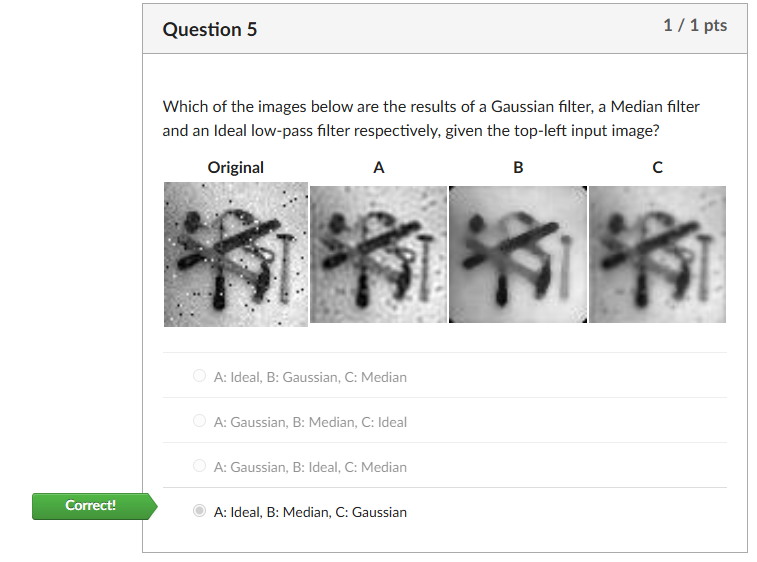 Question 5
1 / 1 pts
Which of the images below are the results of a Gaussian filter, a Median filter
and an Ideal low-pass filter respectively, given the top-left input image?
Original A B C
A: Ideal, B: Gaussian, C: Median
A: Gaussian, B: Median, C: Ideal
A: Gaussian, B: Ideal, C: Median
Correct!
A: Ideal, B: Median, C: Gaussian